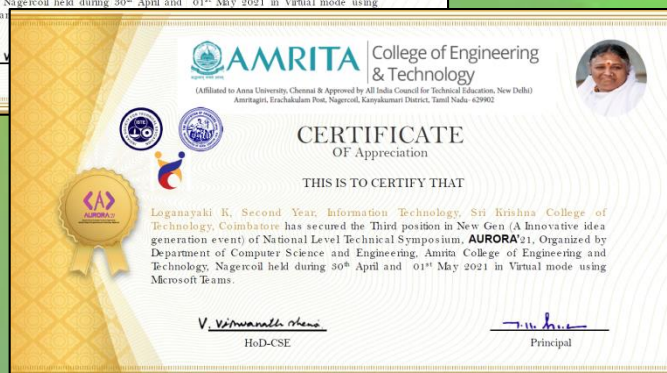 Nagercoil held during 30th April and 01st May 2021 in Virtual mode using
AMRITA
College of Engineering
& Technology
(Affiliated to Anna University, Chennai & Approved by All India Council for Technical Education, New Delhi)
Amritagiri, Erachakulam Post, Nagercoil, Kanyakumari District, Tamil Nadu- 629902
CERTIFICATE
OF Appreciation
THIS IS TO CERTIFY THAT
<A>
AURORA
Loganayaki K, Second Year, Information Technology, Sri Krishna College of
Technology, Coimbatore has secured the Third position in New Gen (A Innovative idea
generation event) of National Level Technical Symposium, AURORA'21, Organized by
Department of Computer Science and Engineering, Amrita College of Engineering and
Technology, Nagercoil held during 30th April and 01st May 2021 in Virtual mode using
Microsoft Teams.
HoD-CSE
Principal